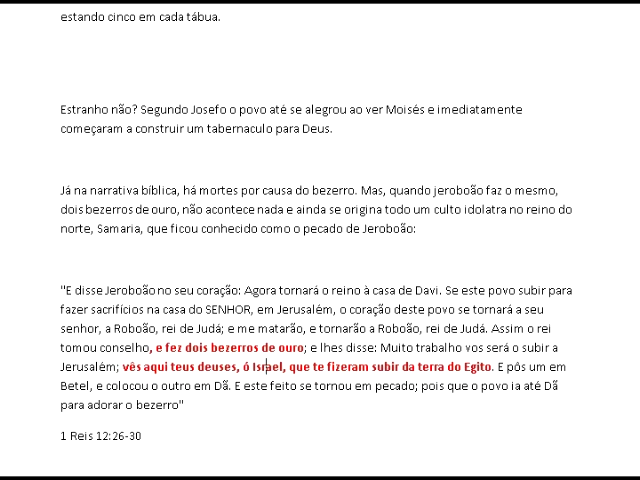 estando cinco em cada tábua.
Estranho não? Segundo Josefo o povo até se alegrou ao ver Moisés e imediatamente
começaram a construir um tabernaculo para Deus.
Já na narrativa bíblica, há mortes por causa do bezerro. Mas, quando jeroboão faz o mesmo,
dois bezerros de ouro, não acontece nada e ainda se origina todo um culto idolatra no reino do
norte, Samaria, que ficou conhecido como o pecado de Jeroboão:
"E disse Jeroboão no seu coração: Agora tornará o reino à casa de Davi. Se este povo subir para
fazer sacrifícios na casa do SENHOR, em Jerusalém, o coração deste povo se tornará a seu
senhor, a Roboão, rei de Judá; e me matarão, e tornarão a Roboão, rei de Judá. Assim o rei
tomou conselho, e fez dois bezerros de ouro; e lhes disse: Muito trabalho vos será o subir a
Jerusalém; vês aqui teus deuses, ó Israel, que te fizeram subir da terra do Egito. E pôs um em
Betel, e colocou o outro em Dã. E este feito se tornou em pecado; pois que o povo ia até Dã
para adorar o bezerro"
1 Reis 12:26-30